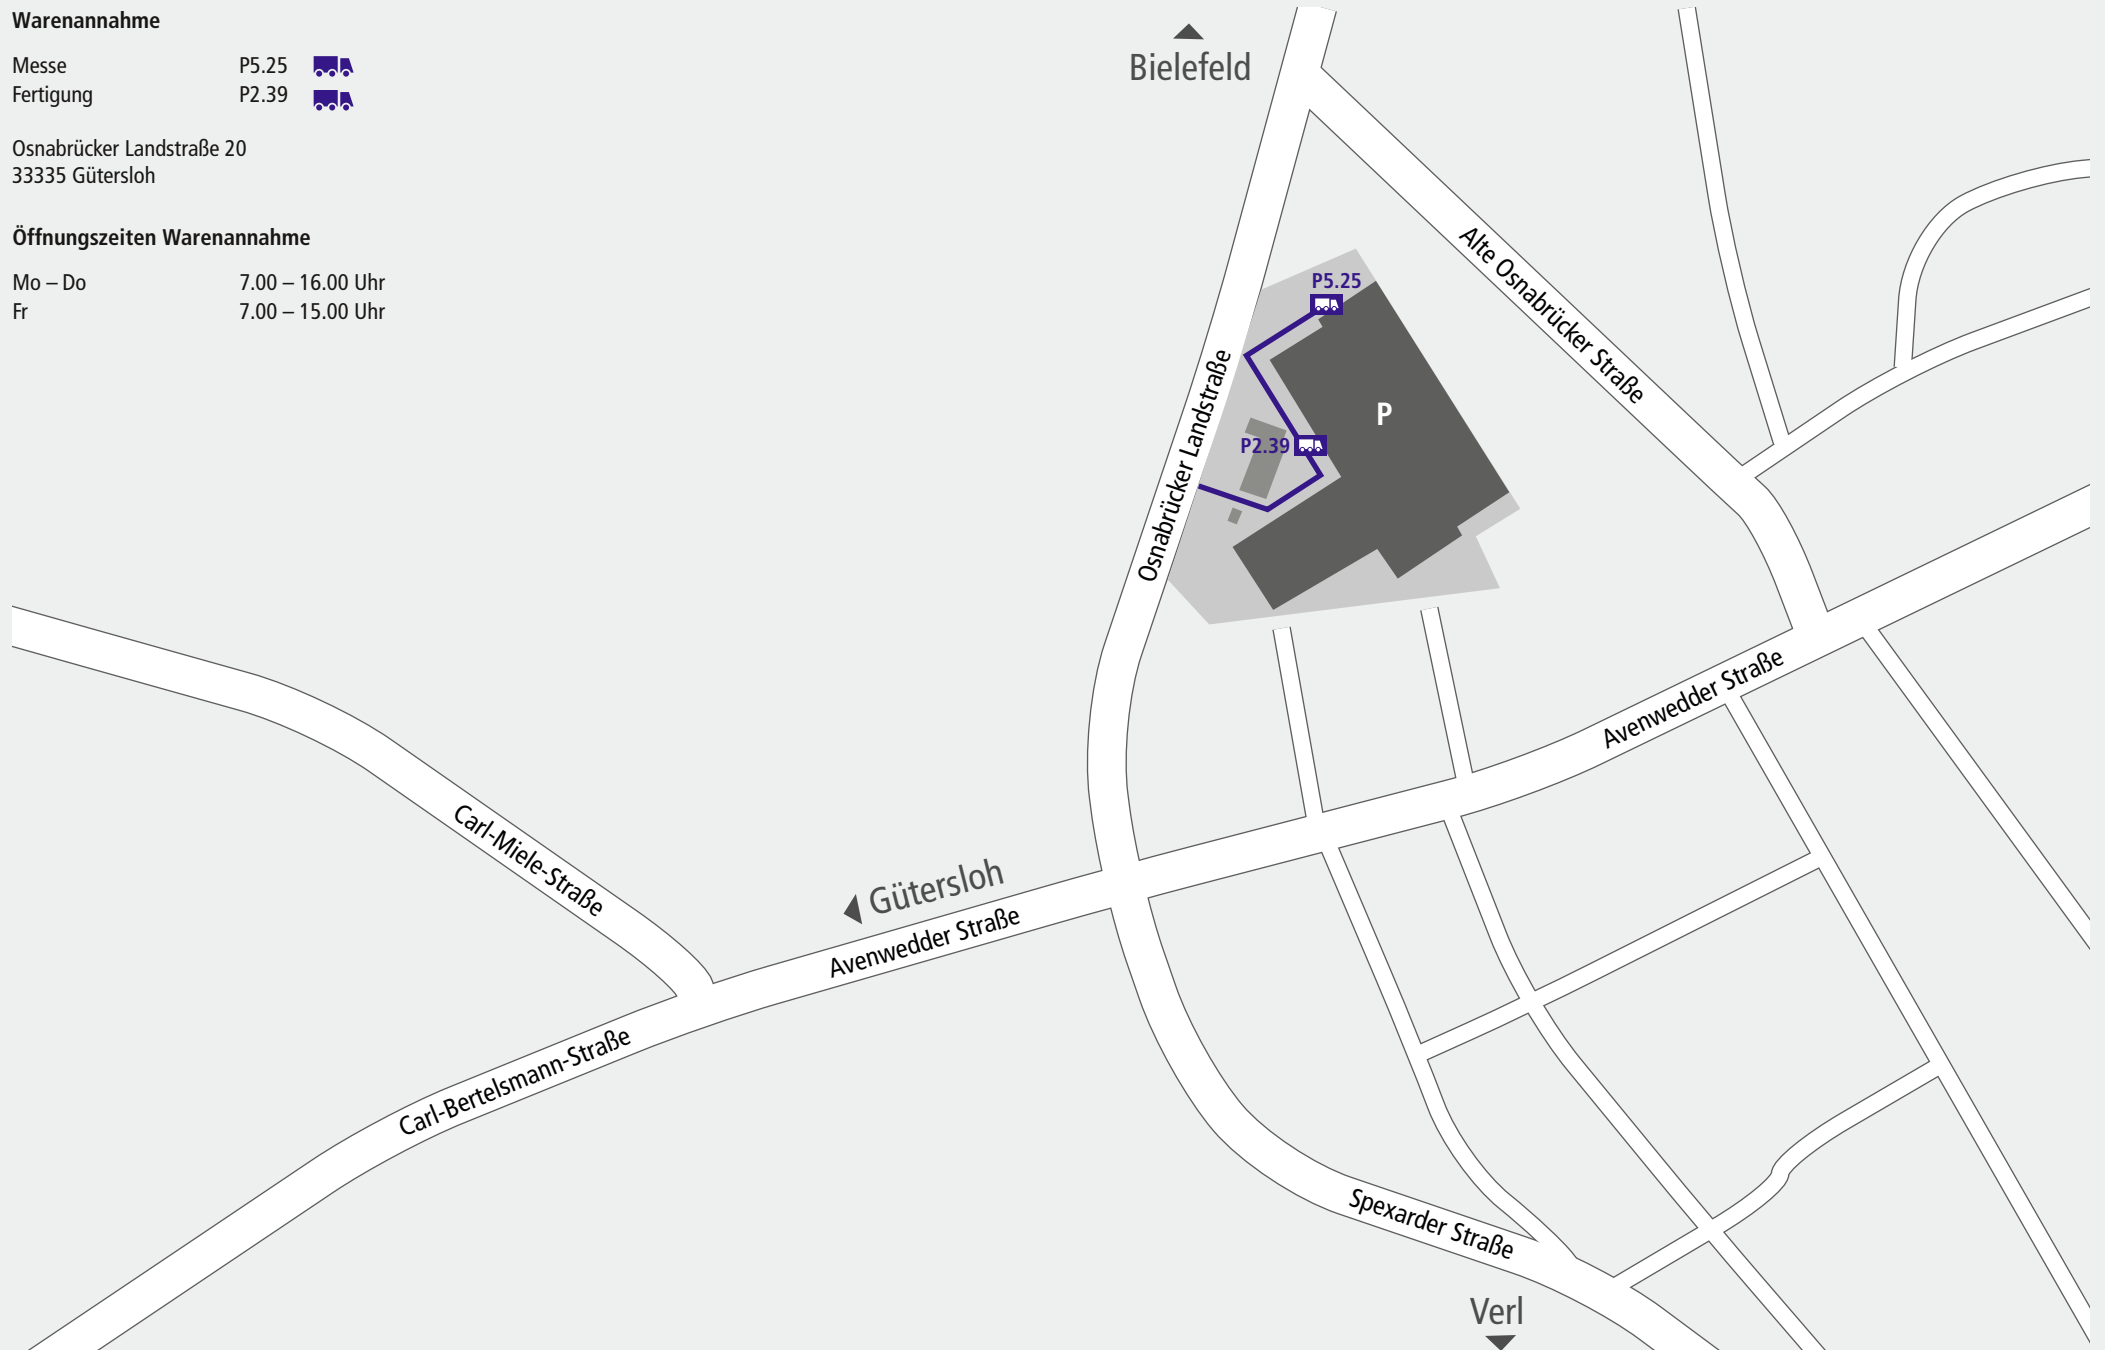 Warenannahme
Messe P5.25
Fertigung P2.39
Osnabrücker Landstraße 20
33335 Gütersloh
Öffnungszeiten Warenannahme
Mo – Do 7.00 – 16.00 Uhr
Fr 7.00 – 15.00 Uhr
Bielefeld
Alte Osnabrücker Straße
P5.25
Osnabrücker Landstraße
P
P2.39
Avenwedder Straße
Carl-Miele-Straße
Gütersloh
Avenwedder Straße
Carl-Bertelsmann-Straße
Spexarder Straße
Verl